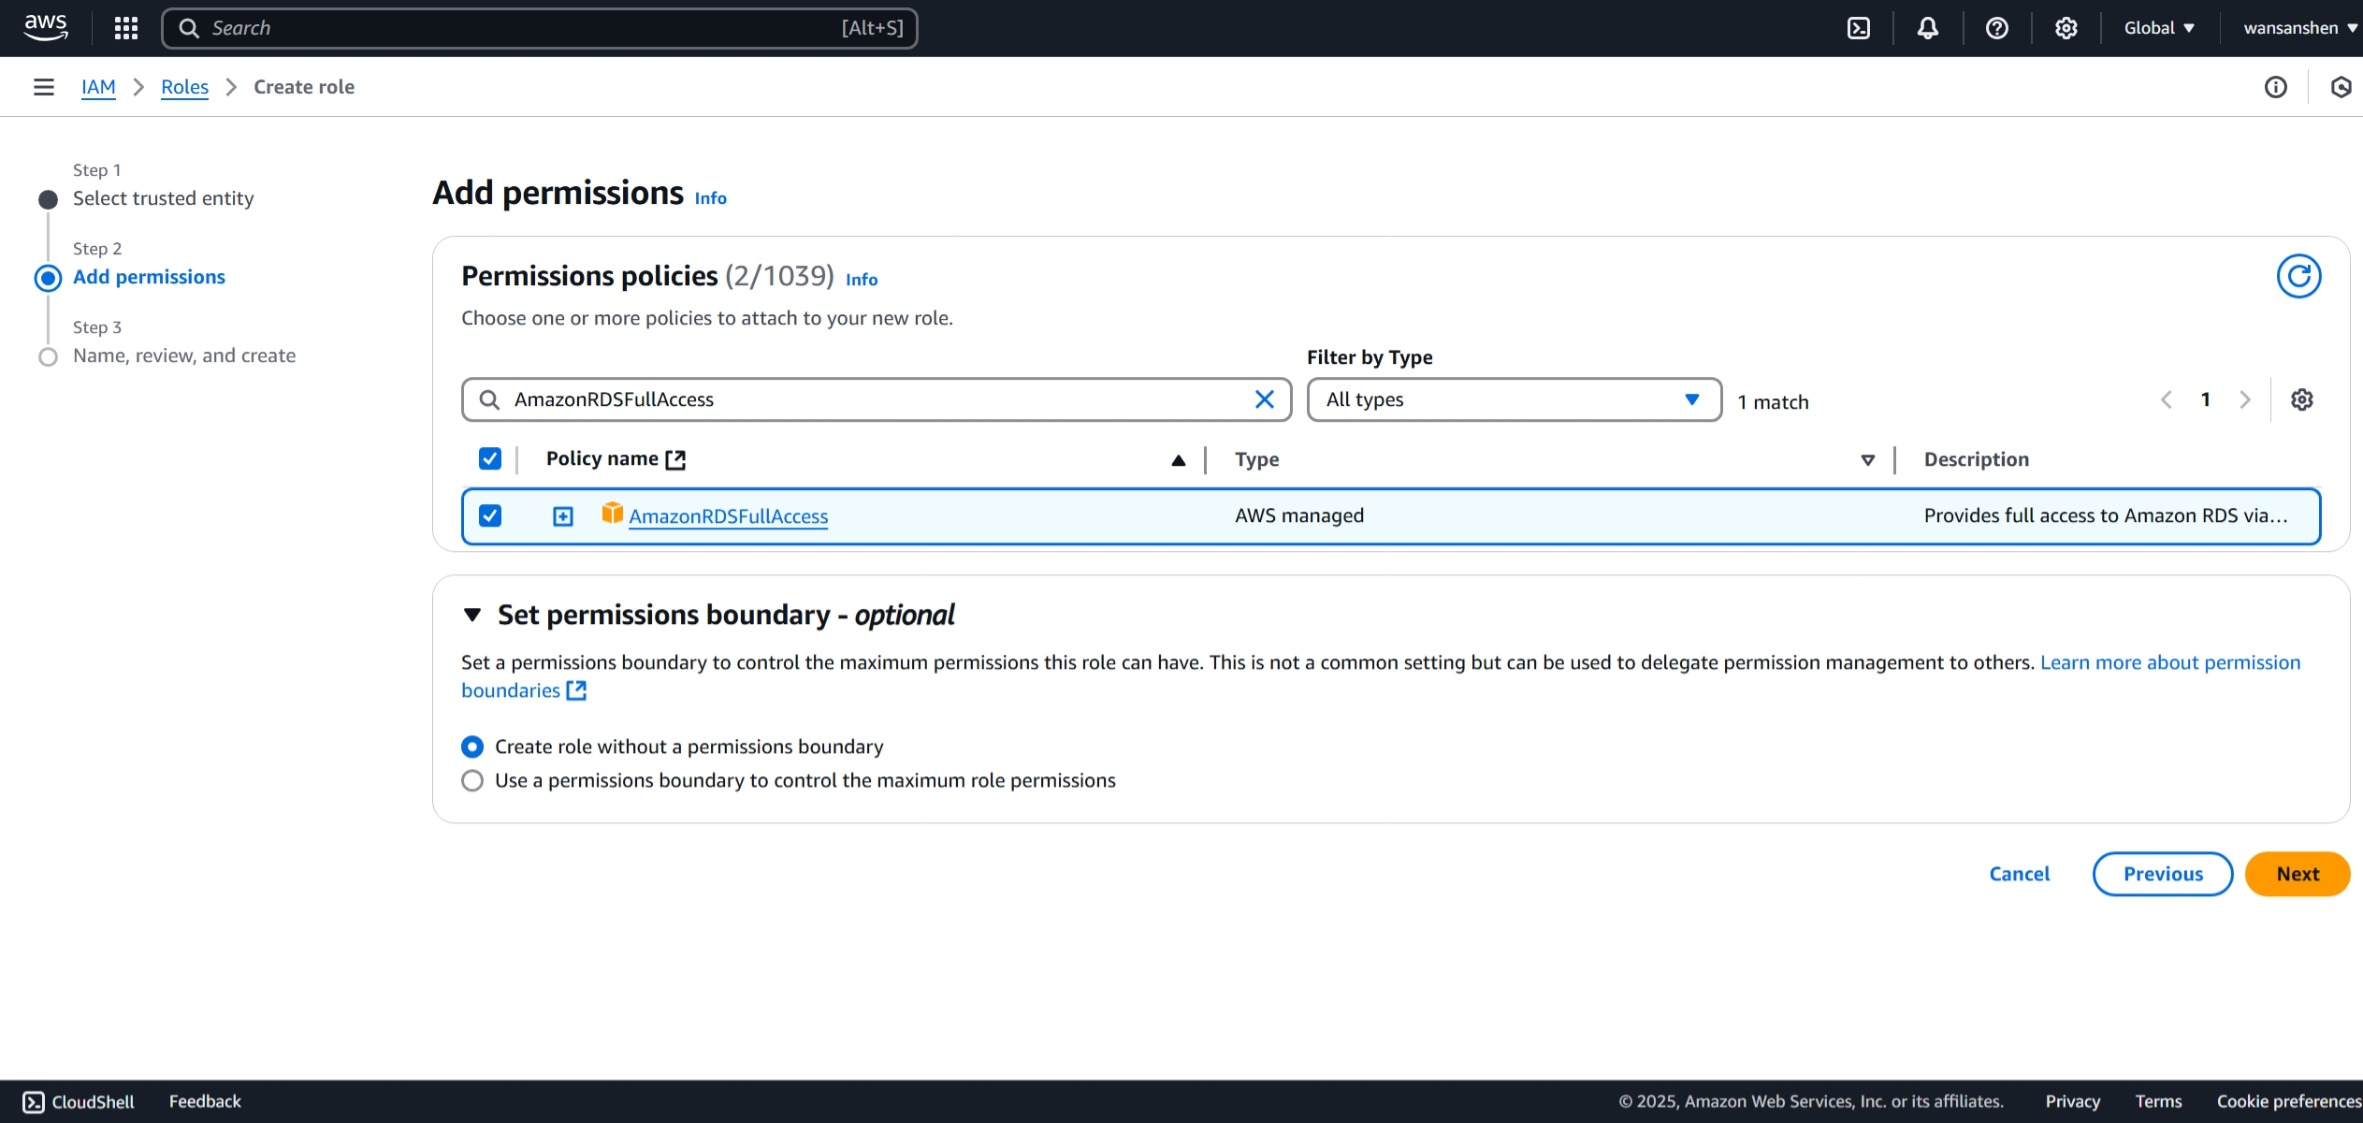 aws
Search
[Alt+S]
Global
wansanshen
IAM
Roles
Create role
Step 1
Select trusted entity
Step 2
Add permissions
Step 3
Name, review, and create
Add permissions Info
Permissions policies (2/1039) Info
Choose one or more policies to attach to your new role.
Filter by Type
AmazonRDSFullAccess
All types
1 match
1
Policy name
Type
Description
AmazonRDSFullAccess
AWS managed
Provides full access to Amazon RDS via...
Set permissions boundary - optional
Set a permissions boundary to control the maximum permissions this role can have. This is not a common setting but can be used to delegate permission management to others. Learn more about permission
boundaries
Create role without a permissions boundary
Use a permissions boundary to control the maximum role permissions
Cancel
Previous
Next
CloudShell
Feedback
© 2025, Amazon Web Services, Inc. or its affiliates.
Privacy
Terms
Cookie preferences